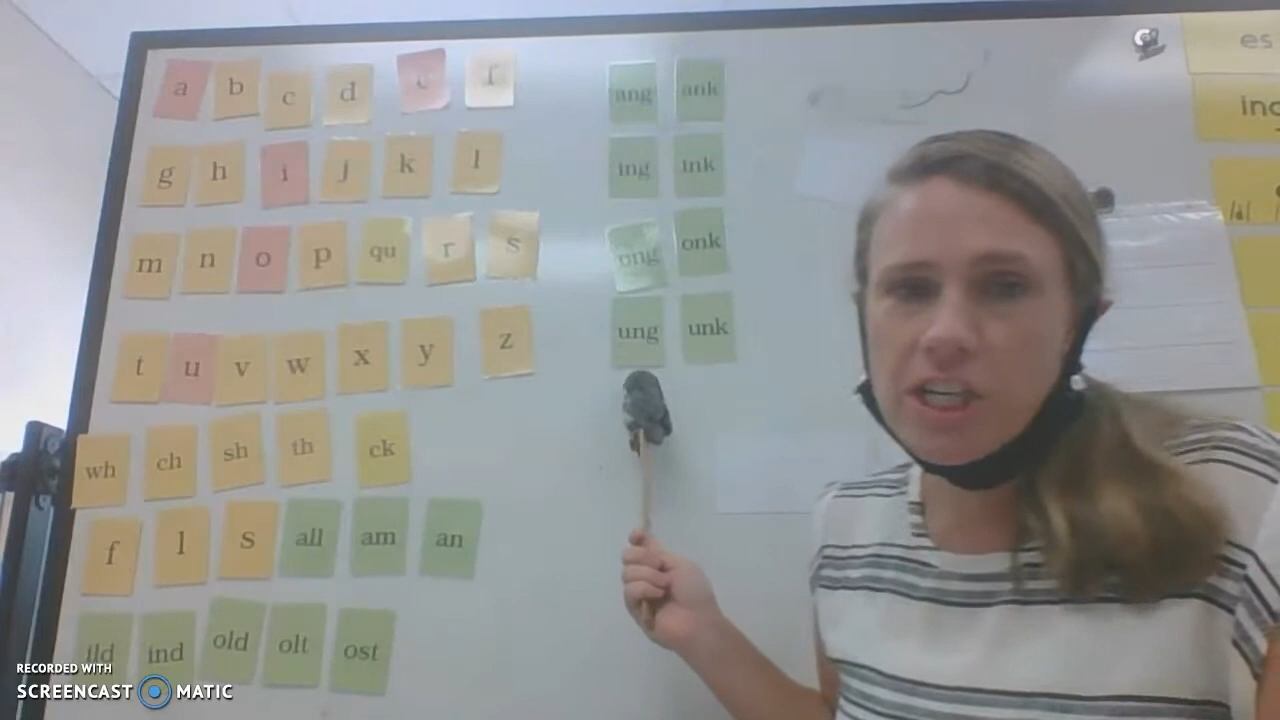 a b c d e f
g h i j k l
m n o p qu r s
t u v w x y z
wh ch sh th ck
f l s all am an
ild ind old olt ost
ang ank
ing ink
ong onk
ung unk
es
RECORDED WITH
SCREENCAST MATIC